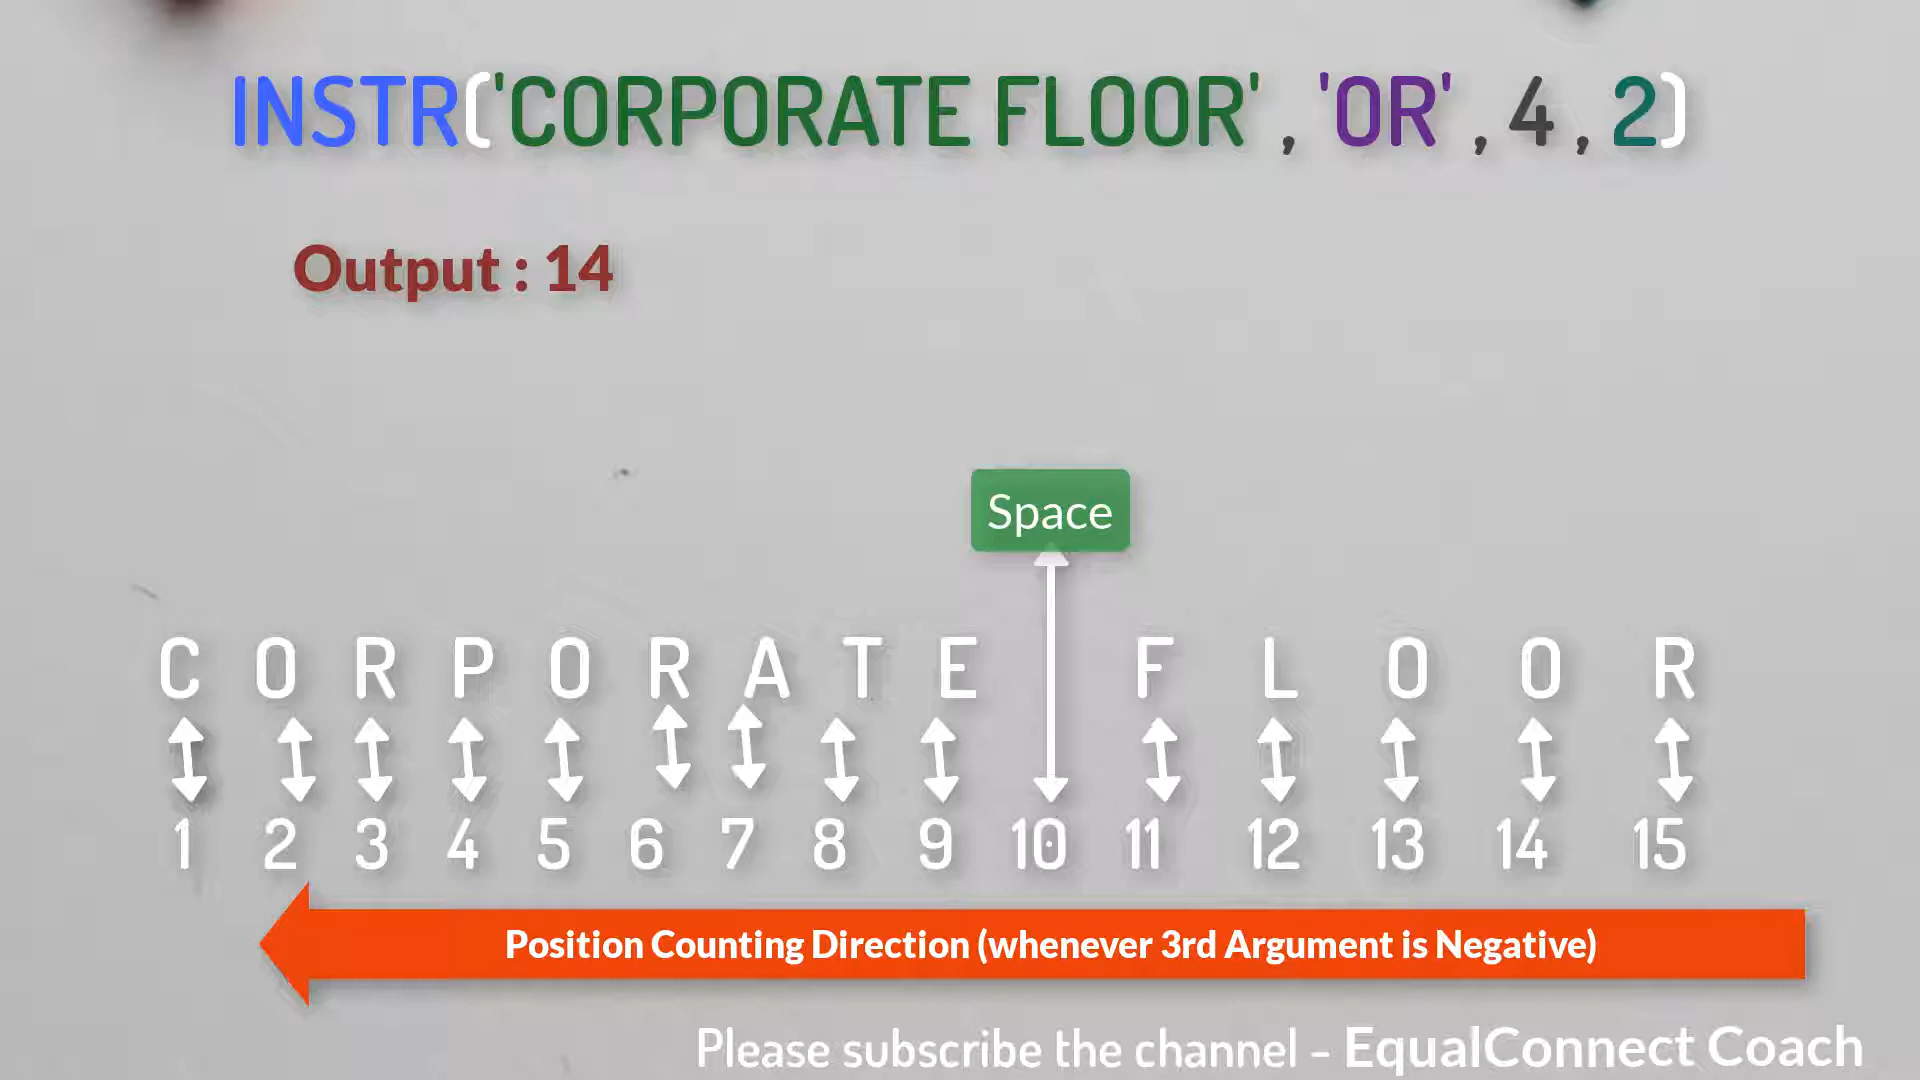 INSTR('CORPORATE FLOOR' , 'OR' , 4 , 2)
Output : 14
Space
C O R P O R A T E F L O O R
1 2 3 4 5 6 7 8 9 10 11 12 13 14 15
Position Counting Direction (whenever 3rd Argument is Negative)
Please subscribe the channel - EqualConnect Coach